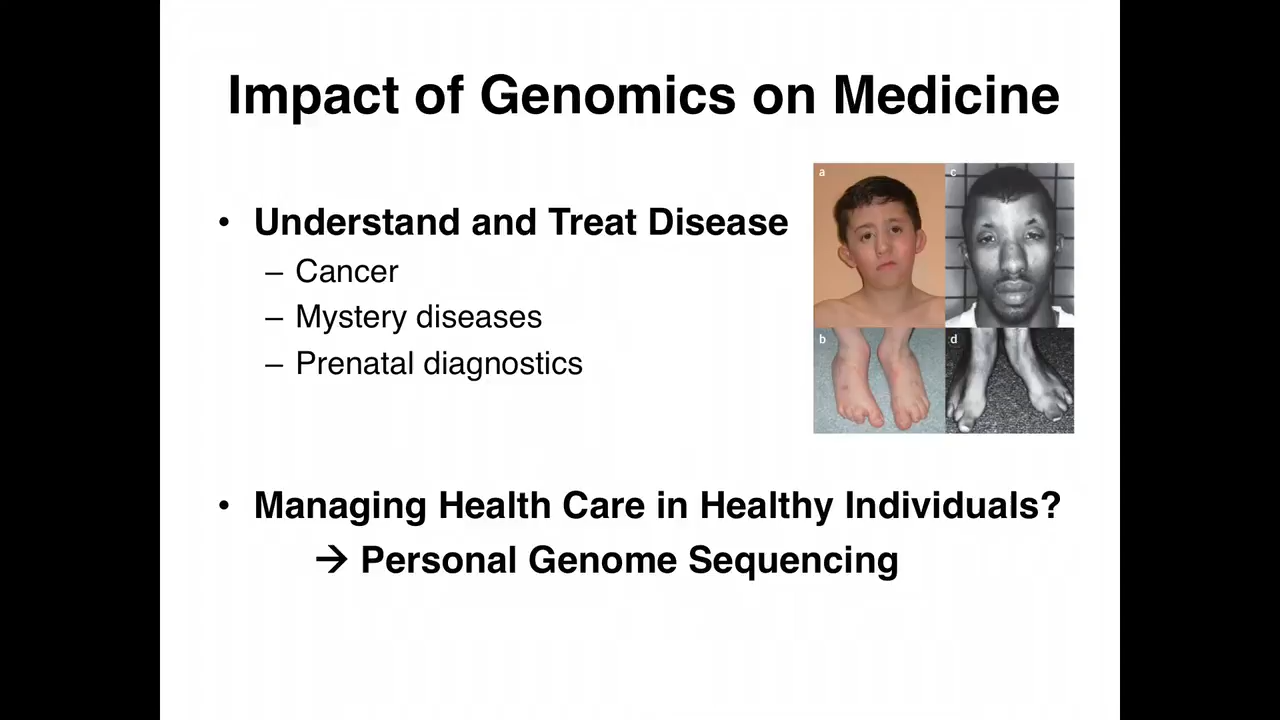 Impact of Genomics on Medicine
• Understand and Treat Disease
– Cancer
– Mystery diseases
– Prenatal diagnostics
a
c
b
d
• Managing Health Care in Healthy Individuals?
→ Personal Genome Sequencing